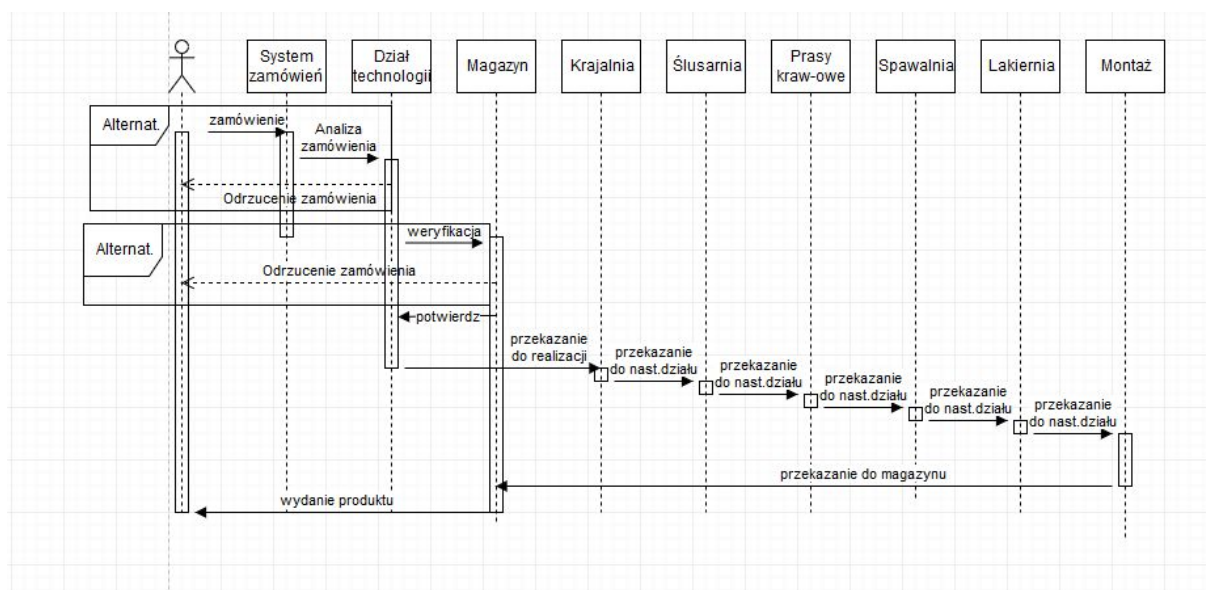 System
zamówień
Dział
technologii
Magazyn
Krajalnia
Ślusarnia
Prasy
kraw-owe
Spawalnia
Lakiernia
Montaż
Alternat.
zamówienie
Analiza
zamówienia
Odrzucenie zamówienia
Alternat.
weryfikacja
Odrzucenie zamówienia
potwierdz
przekazanie
do realizacji
przekazanie
do nast.działu
przekazanie
do nast.działu
przekazanie
do nast.działu
przekazanie
do nast.działu
przekazanie
do nast.działu
przekazanie do magazynu
wydanie produktu